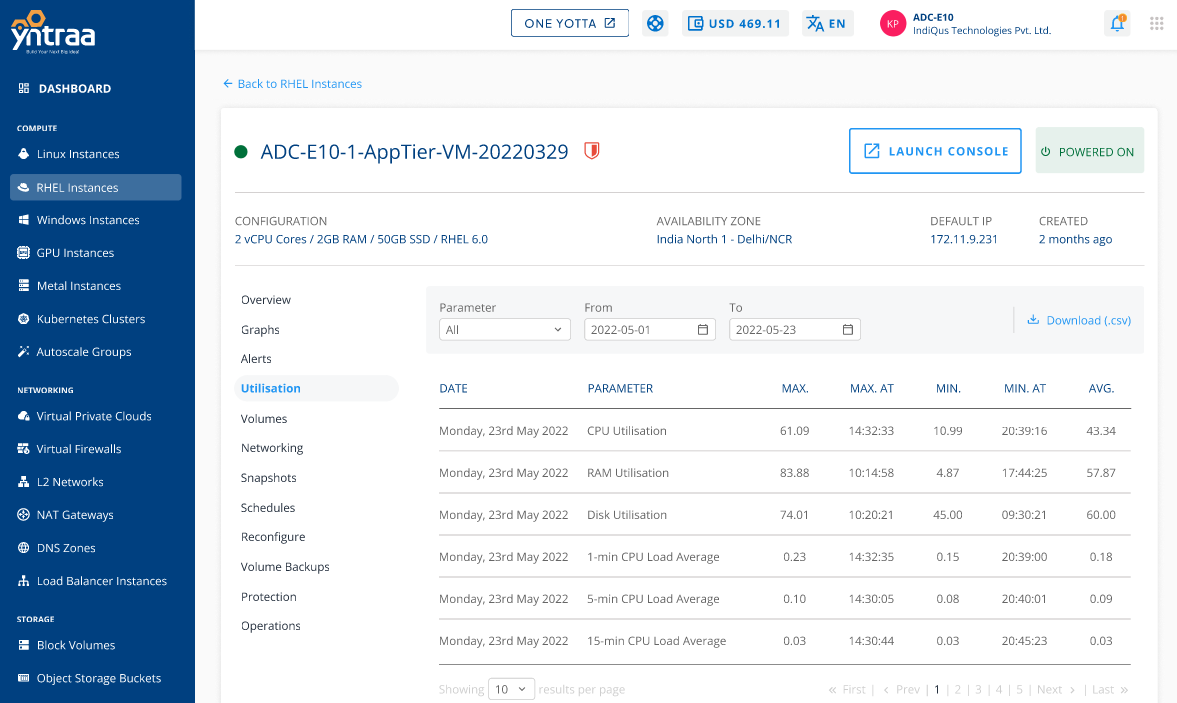 yntraa
Build Your Next Big Idea!
ONE YOTTA
USD 469.11
EN
KP
ADC-E10
IndiQus Technologies Pvt. Ltd.
1
DASHBOARD
COMPUTE
Linux Instances
RHEL Instances
Windows Instances
GPU Instances
Metal Instances
Kubernetes Clusters
Autoscale Groups
NETWORKING
Virtual Private Clouds
Virtual Firewalls
L2 Networks
NAT Gateways
DNS Zones
Load Balancer Instances
STORAGE
Block Volumes
Object Storage Buckets
Back to RHEL Instances
ADC-E10-1-AppTier-VM-20220329
LAUNCH CONSOLE
POWERED ON
CONFIGURATION
2 vCPU Cores / 2GB RAM / 50GB SSD / RHEL 6.0
AVAILABILITY ZONE
India North 1 - Delhi/NCR
DEFAULT IP
172.11.9.231
CREATED
2 months ago
Overview
Graphs
Alerts
Utilisation
Volumes
Networking
Snapshots
Schedules
Reconfigure
Volume Backups
Protection
Operations
Parameter
All
From
2022-05-01
To
2022-05-23
Download (.csv)
DATE PARAMETER MAX. MAX. AT MIN. MIN. AT AVG.
Monday, 23rd May 2022 CPU Utilisation 61.09 14:32:33 10.99 20:39:16 43.34
Monday, 23rd May 2022 RAM Utilisation 83.88 10:14:58 4.87 17:44:25 57.87
Monday, 23rd May 2022 Disk Utilisation 74.01 10:20:21 45.00 09:30:21 60.00
Monday, 23rd May 2022 1-min CPU Load Average 0.23 14:32:35 0.15 20:39:00 0.18
Monday, 23rd May 2022 5-min CPU Load Average 0.10 14:30:05 0.08 20:40:01 0.09
Monday, 23rd May 2022 15-min CPU Load Average 0.03 14:30:44 0.03 20:45:23 0.03
Showing 10 results per page
« First | ‹ Prev | 1 | 2 | 3 | 4 | 5 | Next › | Last »